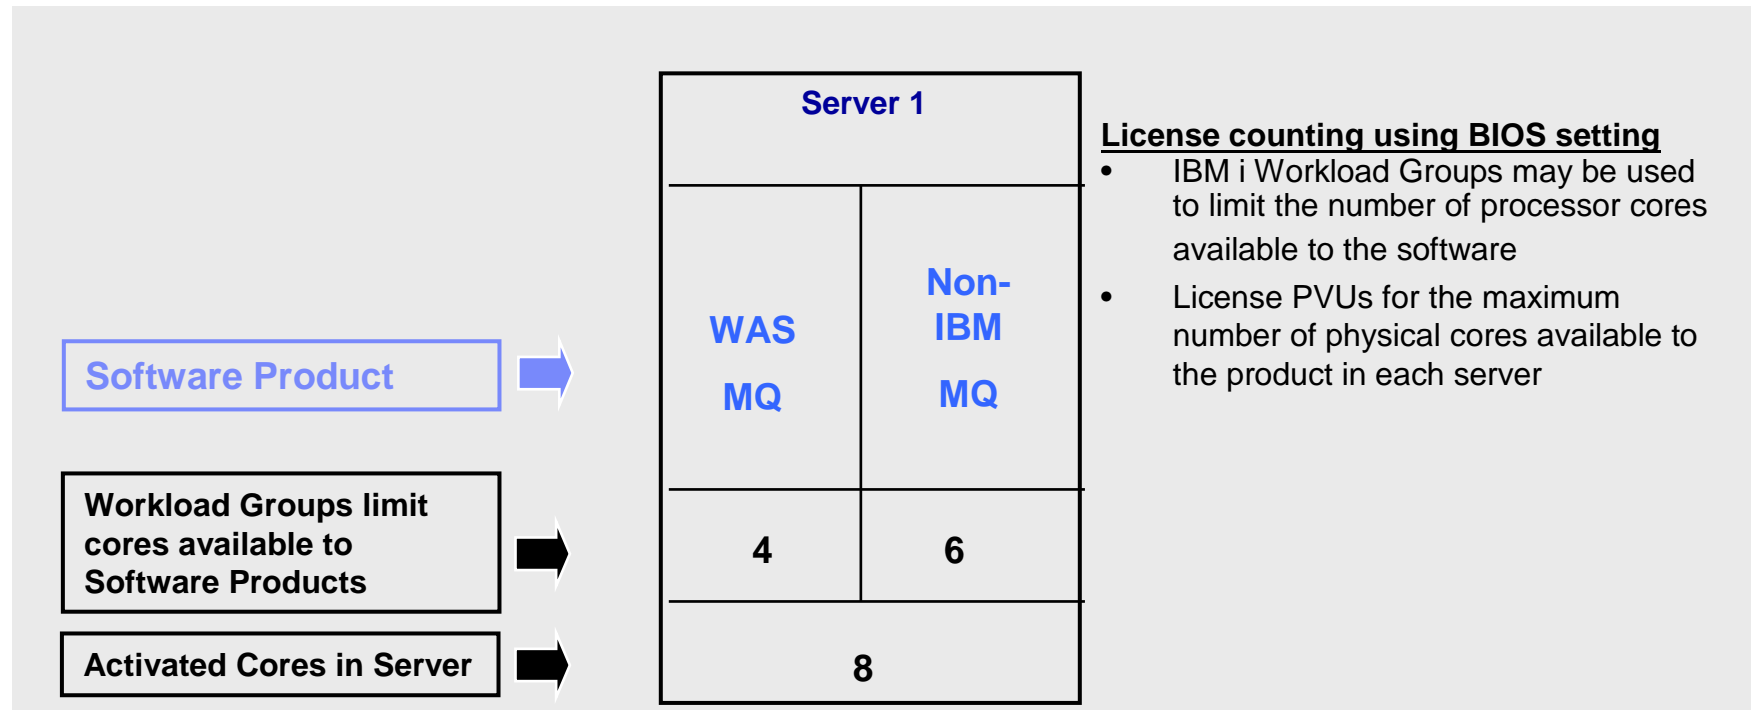 Server 1
License counting using BIOS setting
• IBM i Workload Groups may be used
to limit the number of processor cores
available to the software
• License PVUs for the maximum
number of physical cores available to
the product in each server
Software Product
WAS
MQ
Non-
IBM
MQ
Workload Groups limit
cores available to
Software Products
4
6
Activated Cores in Server
8